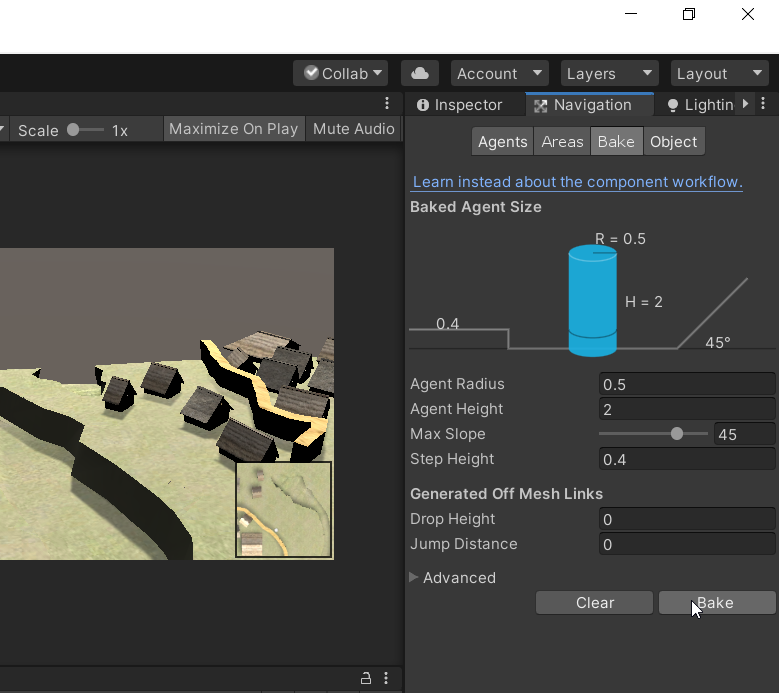 Collab Account Layers Layout
Inspector Navigation Lightin
Scale 1x Maximize On Play Mute Audio
Agents Areas Bake Object
Learn instead about the component workflow.
Baked Agent Size
R = 0.5
H = 2
0.4
45°
Agent Radius 0.5
Agent Height 2
Max Slope 45
Step Height 0.4
Generated Off Mesh Links
Drop Height 0
Jump Distance 0
Advanced
Clear Bake